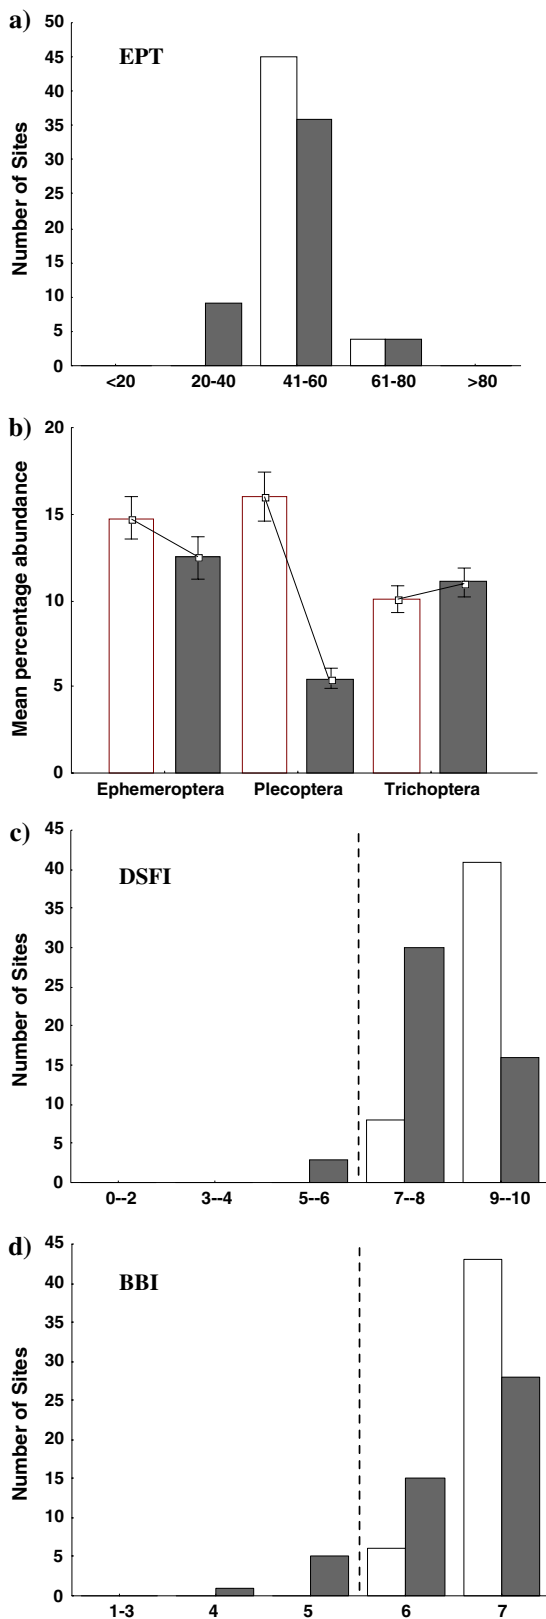 a)
EPT
Number of Sites
50
45
40
35
30
25
20
15
10
5
0
<20 20-40 41-60 61-80 >80
b)
Mean percentage abundance
20
15
10
5
0
Ephemeroptera Plecoptera Trichoptera
c)
DSFI
Number of Sites
45
40
35
30
25
20
15
10
5
0
0--2 3--4 5--6 7--8 9--10
d)
BBI
Number of Sites
45
40
35
30
25
20
15
10
5
0
1-3 4 5 6 7